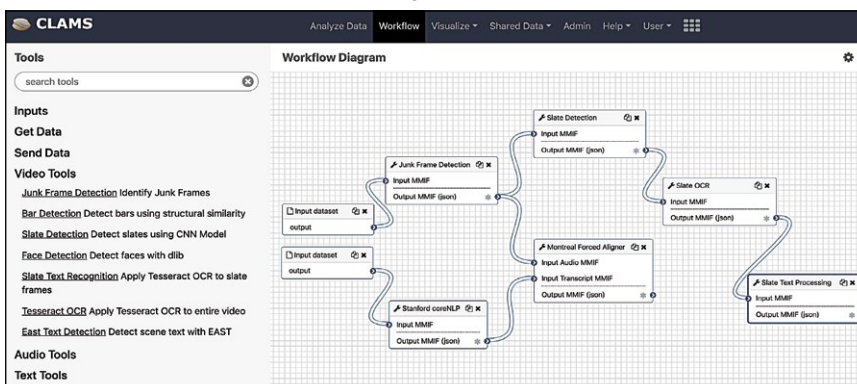 CLAMS
Analyze Data Workflow Visualize Shared Data Admin Help User
Tools
search tools
Inputs
Get Data
Send Data
Video Tools
Junk Frame Detection Identify Junk Frames
Bar Detection Detect bars using structural similarity
Slate Detection Detect slates using CNN Model
Face Detection Detect faces with dlib
Slate Text Recognition Apply Tesseract OCR to slate
frames
Tesseract OCR Apply Tesseract OCR to entire video
East Text Detection Detect scene text with EAST
Audio Tools
Text Tools
Workflow Diagram
Input dataset
output
Input dataset
output
Junk Frame Detection
Input MMIF
Output MMIF (json)
Stanford coreNLP
Input MMIF
Output MMIF (json)
Slate Detection
Input MMIF
Output MMIF (json)
Montreal Forced Aligner
Input Audio MMIF
Input Transcript MMIF
Output MMIF (json)
Slate OCR
Input MMIF
Output MMIF (json)
Slate Text Processing
Input MMIF
Output MMIF (json)